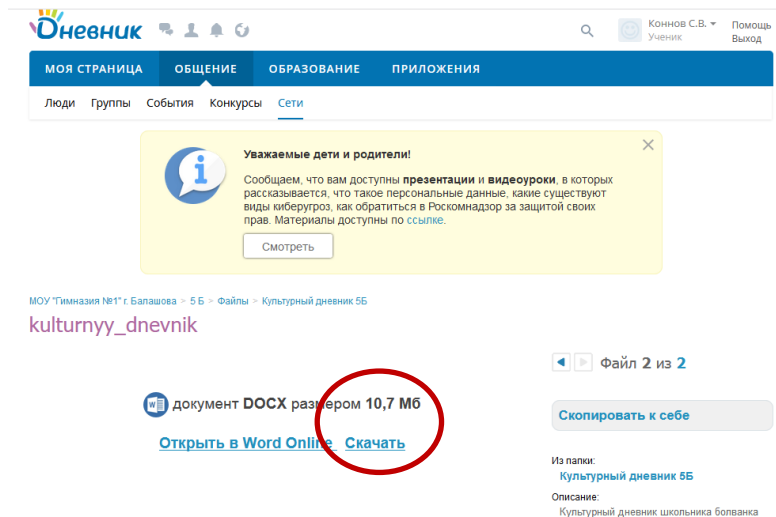 Дневник
Коннов С.В.
Ученик
Помощь
Выход
МОЯ СТРАНИЦА ОБЩЕНИЕ ОБРАЗОВАНИЕ ПРИЛОЖЕНИЯ
Люди Группы События Конкурсы Сети
Уважаемые дети и родители!
Сообщаем, что вам доступны презентации и видеоуроки, в которых
рассказывается, что такое персональные данные, какие существуют
виды киберугроз, как обратиться в Роскомнадзор за защитой своих
прав. Материалы доступны по ссылке.
Смотреть
МОУ "Гимназия №1" г. Балашова > 5 Б > Файлы > Культурный дневник 5Б
kulturnyy_dnevnik
Файл 2 из 2
документ DOCX размером 10,7 Мб
Открыть в Word Online Скачать
Скопировать к себе
Из папки:
Культурный дневник 5Б
Описание:
Культурный дневник школьника болванка